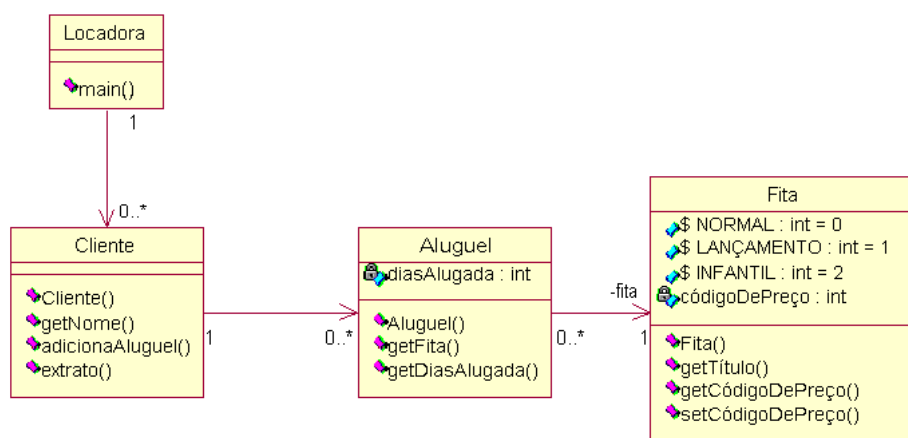 Locadora
main()
1
0..*
Cliente
Cliente()
getNome()
adicionaAluguel()
extrato()
1
0..*
Aluguel
diasAlugada : int
Aluguel()
getFita()
getDiasAlugada()
-fita
0..*
1
Fita
$ NORMAL : int = 0
$ LANÇAMENTO : int = 1
$ INFANTIL : int = 2
códigoDePreço : int
Fita()
getTítulo()
getCódigoDePreço()
setCódigoDePreço()